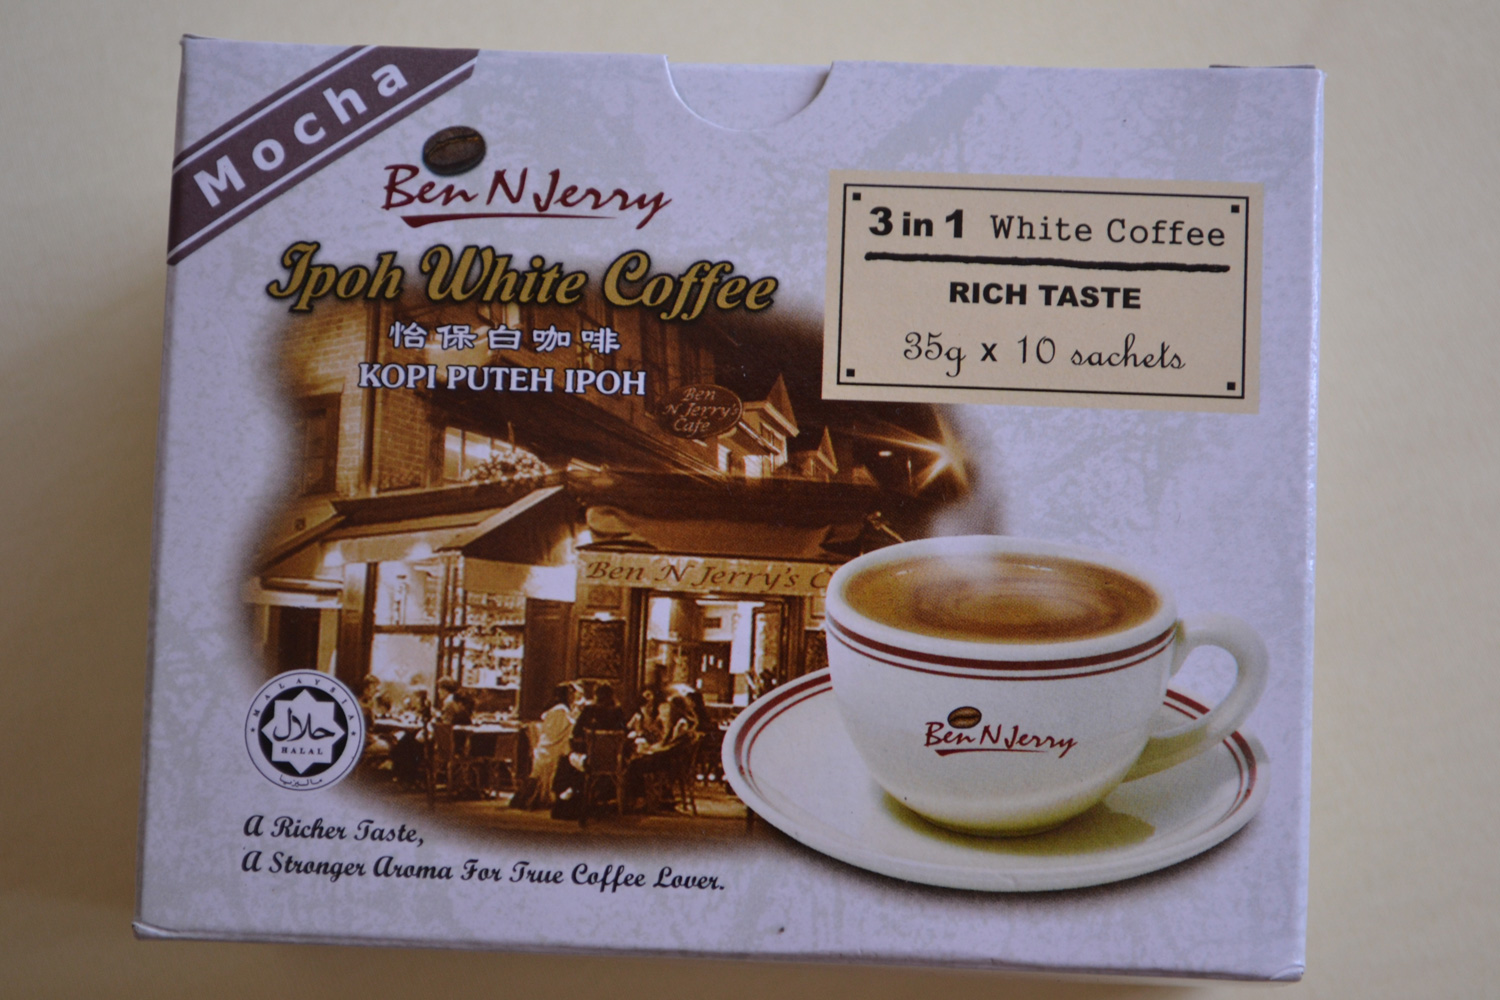 Mocha
Ben N Jerry
Ipoh White Coffee
怡保白咖啡
KOPI PUTEH IPOH
3 in 1 White Coffee
RICH TASTE
35g x 10 sachets
Ben
N Jerry's
Cafe
Ben N Jerry's C
Ben N Jerry
MALAYSIA
حلال
HALAL
ماليزيا
A Richer Taste,
A Stronger Aroma For True Coffee Lover.